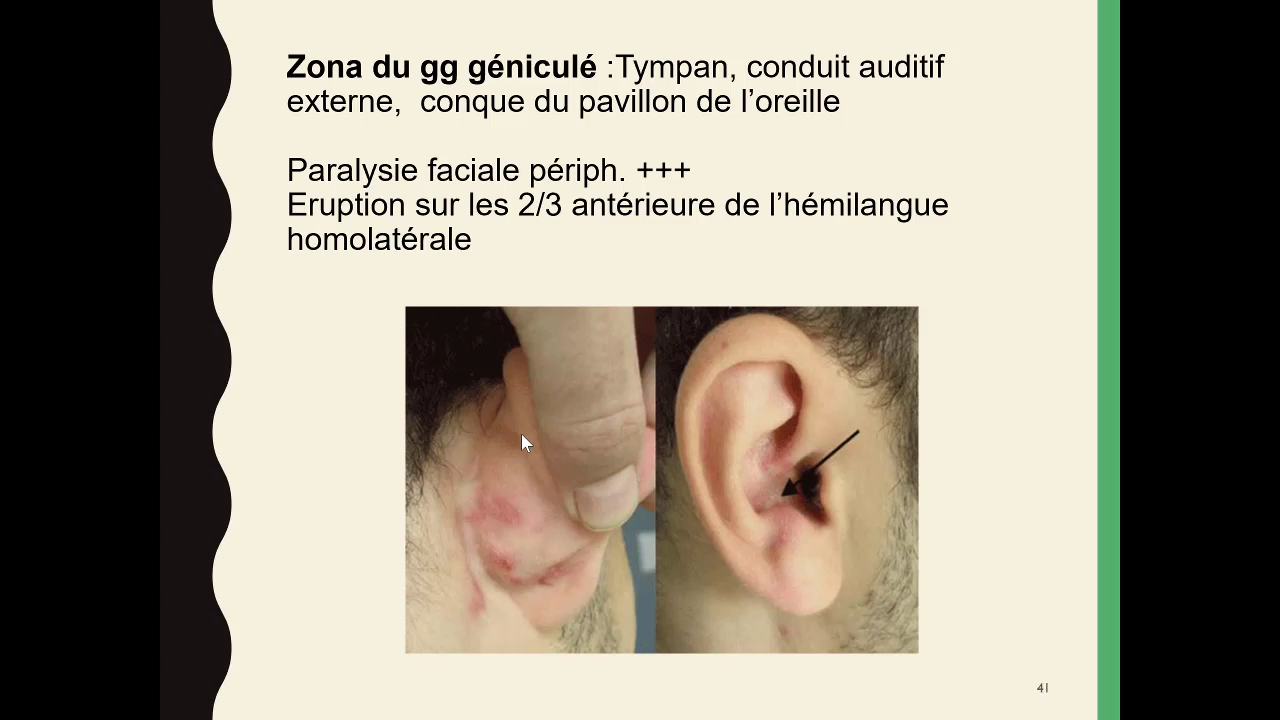 Zona du gg géniculé :Tympan, conduit auditif
externe,  conque du pavillon de l’oreille
Paralysie faciale périph. +++
Eruption sur les 2/3 antérieure de l’hémilangue
homolatérale
41